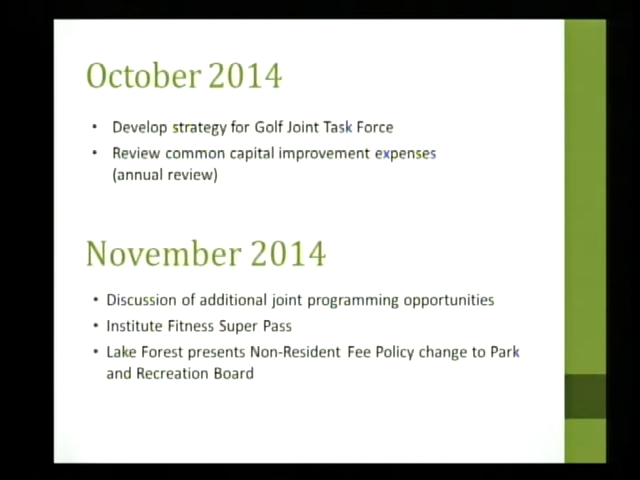 October 2014
• Develop strategy for Golf Joint Task Force
• Review common capital improvement expenses
(annual review)
November 2014
• Discussion of additional joint programming opportunities
• Institute Fitness Super Pass
• Lake Forest presents Non-Resident Fee Policy change to Park
and Recreation Board